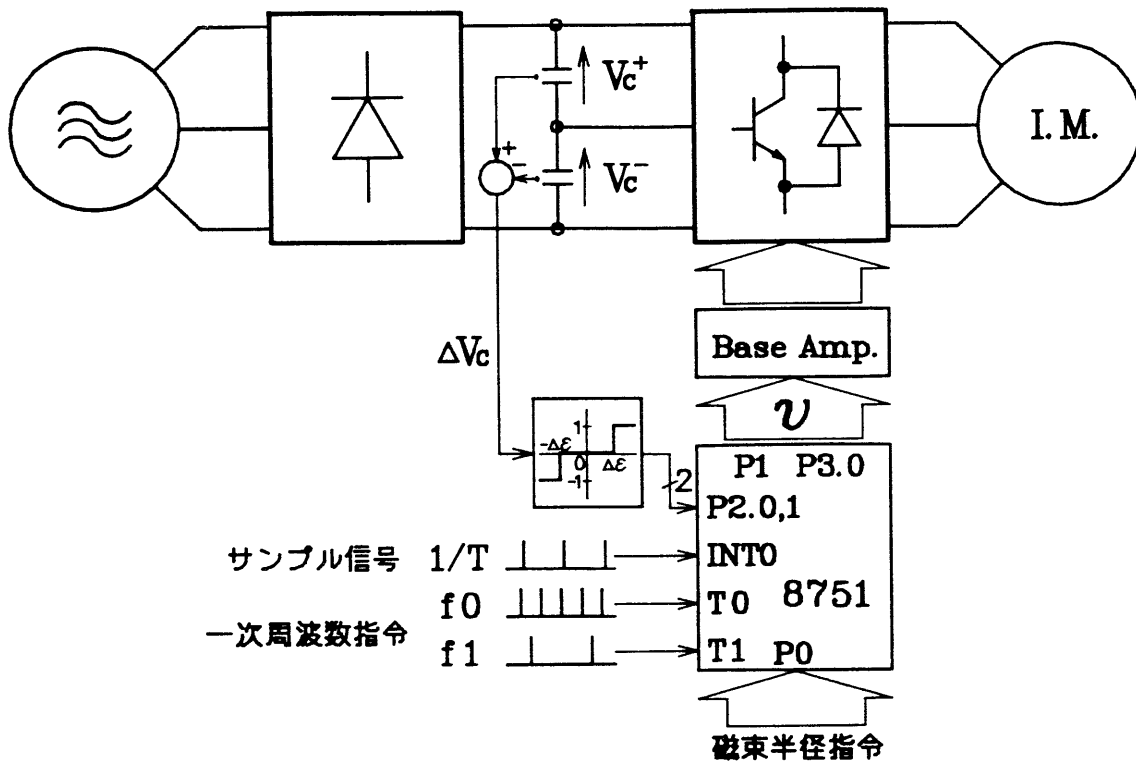 Vc+
I. M.
+
-
Vc-
ΔVc
Base Amp.
υ
1
-Δε
0
Δε
-1
2
P1 P3.0
P2.0,1
サンプル信号 1/T
INT0
f0
T0 8751
一次周波数指令
f1
T1 P0
磁束半径指令